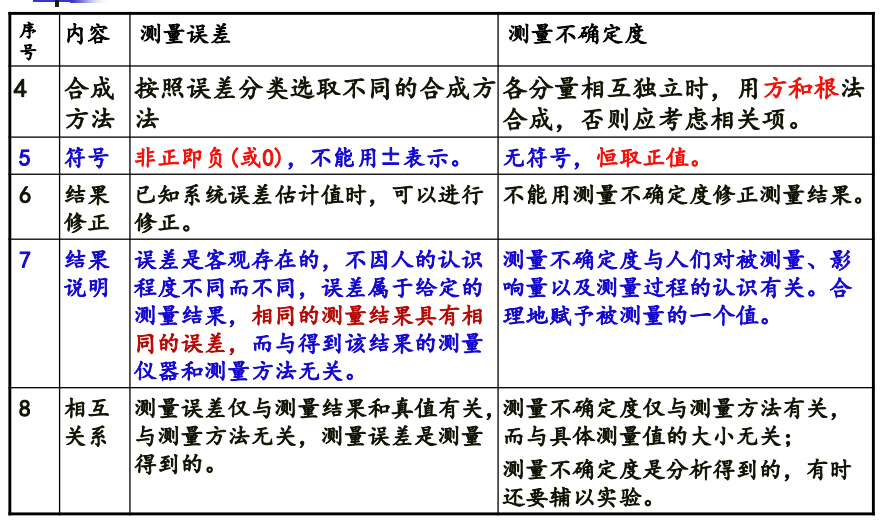 序号 内容 测量误差 测量不确定度
4 合成方法 按照误差分类选取不同的合成方法 各分量相互独立时，用方和根法合成，否则应考虑相关项。
5 符号 非正即负(或0)，不能用±表示。 无符号，恒取正值。
6 结果修正 已知系统误差估计值时，可以进行修正。 不能用测量不确定度修正测量结果。
7 结果说明 误差是客观存在的，不因人的认识程度不同而不同，误差属于给定的测量结果，相同的测量结果具有相同的误差，而与得到该结果的测量仪器和测量方法无关。 测量不确定度与人们对被测量、影响量以及测量过程的认识有关。合理地赋予被测量的一个值。
8 相互关系 测量误差仅与测量结果和真值有关，与测量方法无关，测量误差是测量得到的。 测量不确定度仅与测量方法有关，而与具体测量值的大小无关；
测量不确定度是分析得到的，有时还要辅以实验。